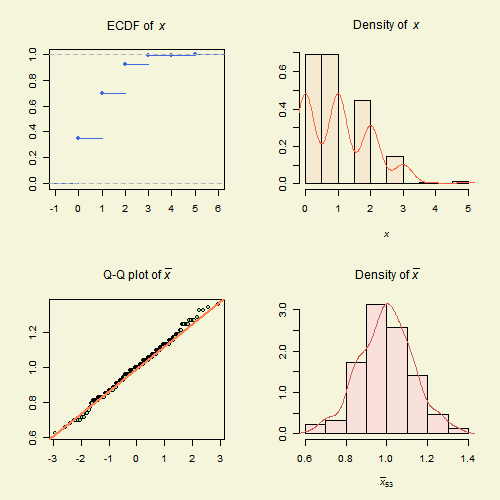 ECDF of x
Density of x
0.0 0.2 0.4 0.6 0.8 1.0
-1 0 1 2 3 4 5 6
0.0 0.2 0.4 0.6
0 1 2 3 4 5
x
Q-Q plot of x̅
Density of x̅
0.6 0.8 1.0 1.2
-3 -2 -1 0 1 2 3
0.0 1.0 2.0 3.0
0.6 0.8 1.0 1.2 1.4
x̅53